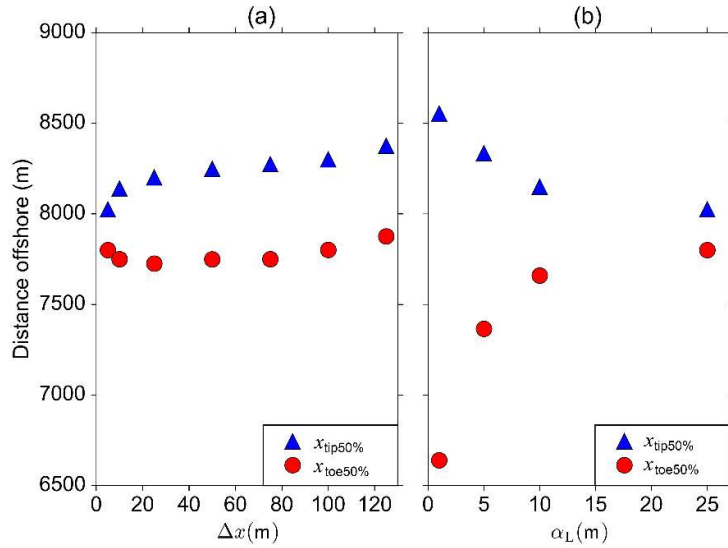 (a) (b)
9000
8500
8000
7500
7000
6500
Distance offshore (m)
x_tip50%
x_toe50%
x_tip50%
x_toe50%
0 20 40 60 80 100 120
0 5 10 15 20 25
Δx(m)
α_L(m)